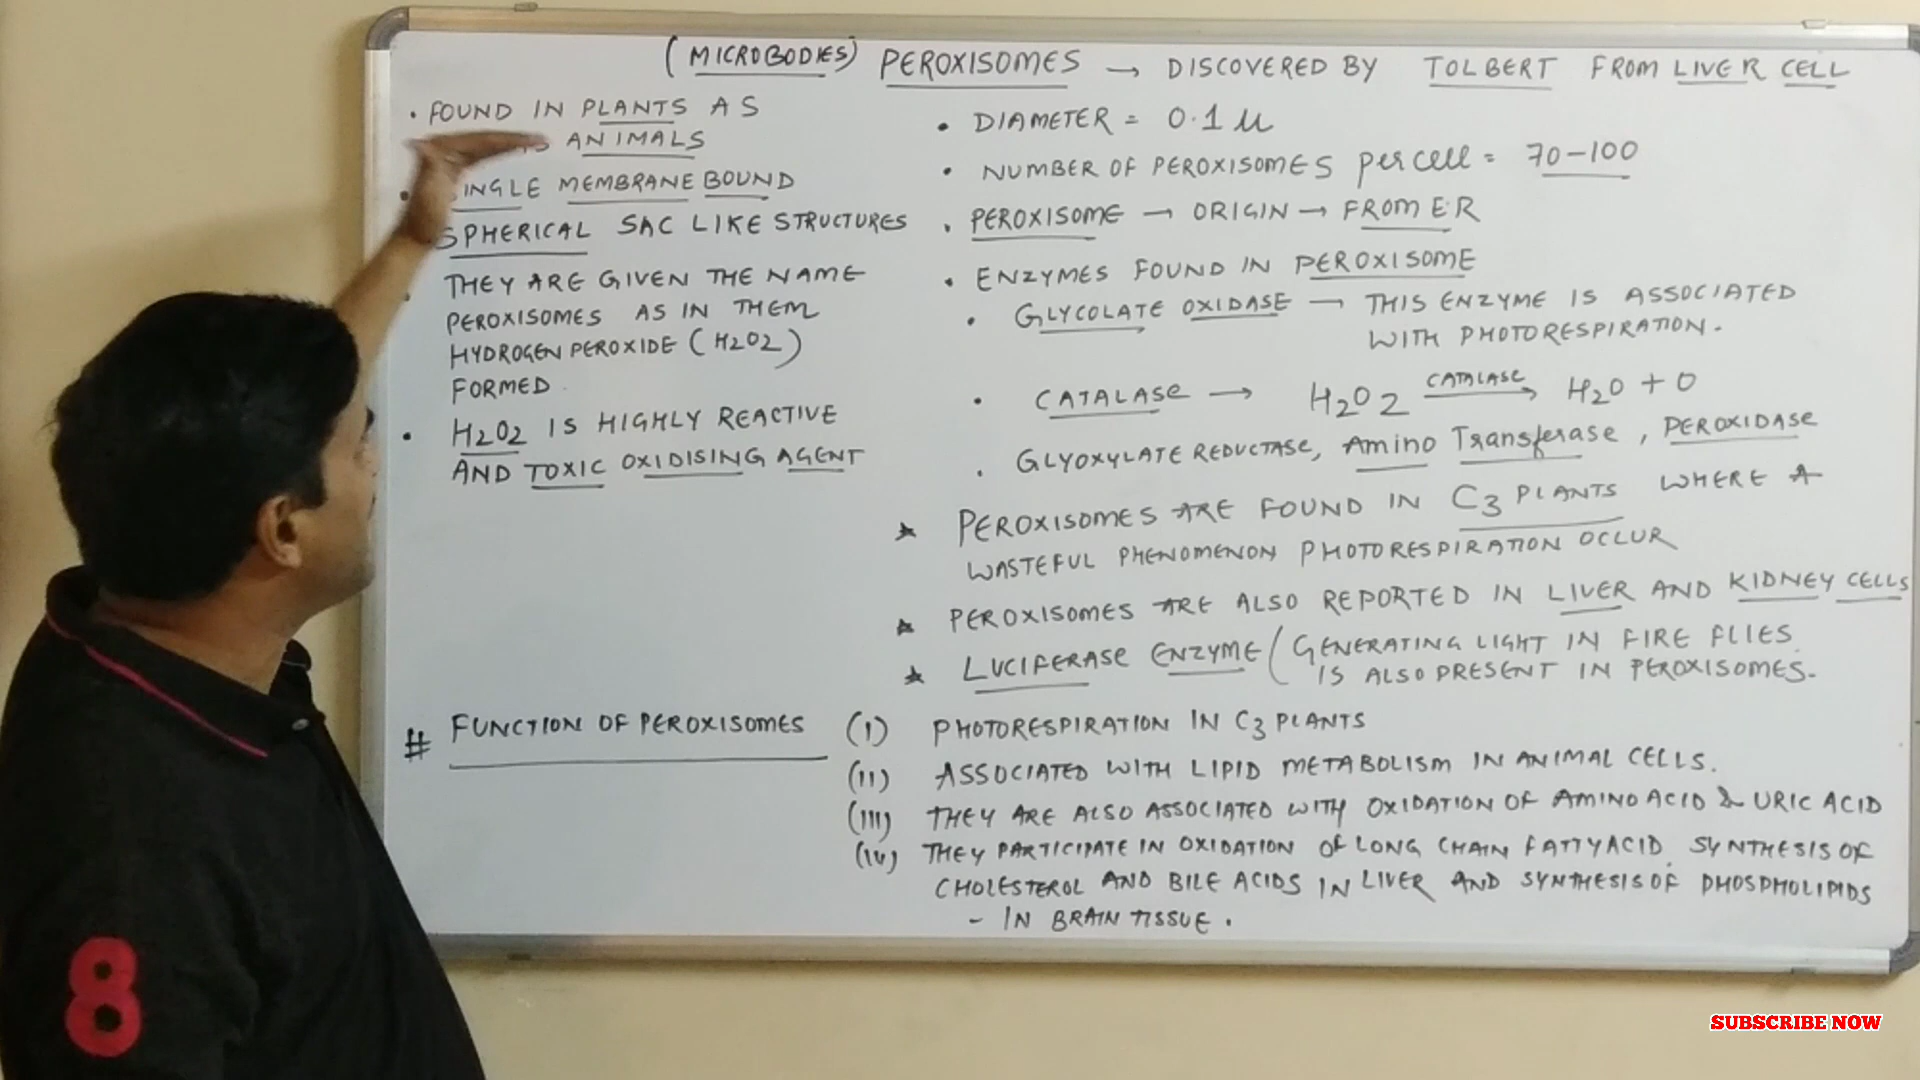 (MICROBODIES) PEROXISOMES → DISCOVERED BY TOLBERT FROM LIVER CELL
• FOUND IN PLANTS AS
ANIMALS
• SINGLE MEMBRANE BOUND
SPHERICAL SAC LIKE STRUCTURES
• THEY ARE GIVEN THE NAME
PEROXISOMES AS IN THEM
HYDROGEN PEROXIDE (H2O2)
FORMED
• H2O2 IS HIGHLY REACTIVE
AND TOXIC OXIDISING AGENT
• DIAMETER = 0.1 µ
• NUMBER OF PEROXISOMES per cell = 70-100
• PEROXISOME → ORIGIN → FROM ER
• ENZYMES FOUND IN PEROXISOME
• GLYCOLATE OXIDASE → THIS ENZYME IS ASSOCIATED
WITH PHOTORESPIRATION.
• CATALASE → H2O2 CATALASE→ H2O + O
• GLYOXYLATE REDUCTASE, Amino Transferase, PEROXIDASE
★ PEROXISOMES ARE FOUND IN C3 PLANTS WHERE A
WASTEFUL PHENOMENON PHOTORESPIRATION OCCUR
★ PEROXISOMES ARE ALSO REPORTED IN LIVER AND KIDNEY CELLS
★ LUCIFERASE ENZYME (GENERATING LIGHT IN FIRE FLIES
IS ALSO PRESENT IN PEROXISOMES.
# FUNCTION OF PEROXISOMES (I) PHOTORESPIRATION IN C3 PLANTS
(II) ASSOCIATED WITH LIPID METABOLISM IN ANIMAL CELLS.
(III) THEY ARE ALSO ASSOCIATED WITH OXIDATION OF AMINO ACID & URIC ACID
(IV) THEY PARTICIPATE IN OXIDATION OF LONG CHAIN FATTY ACID. SYNTHESIS OF
CHOLESTEROL AND BILE ACIDS IN LIVER AND SYNTHESIS OF PHOSPHOLIPIDS
- IN BRAIN TISSUE.
8
SUBSCRIBE NOW